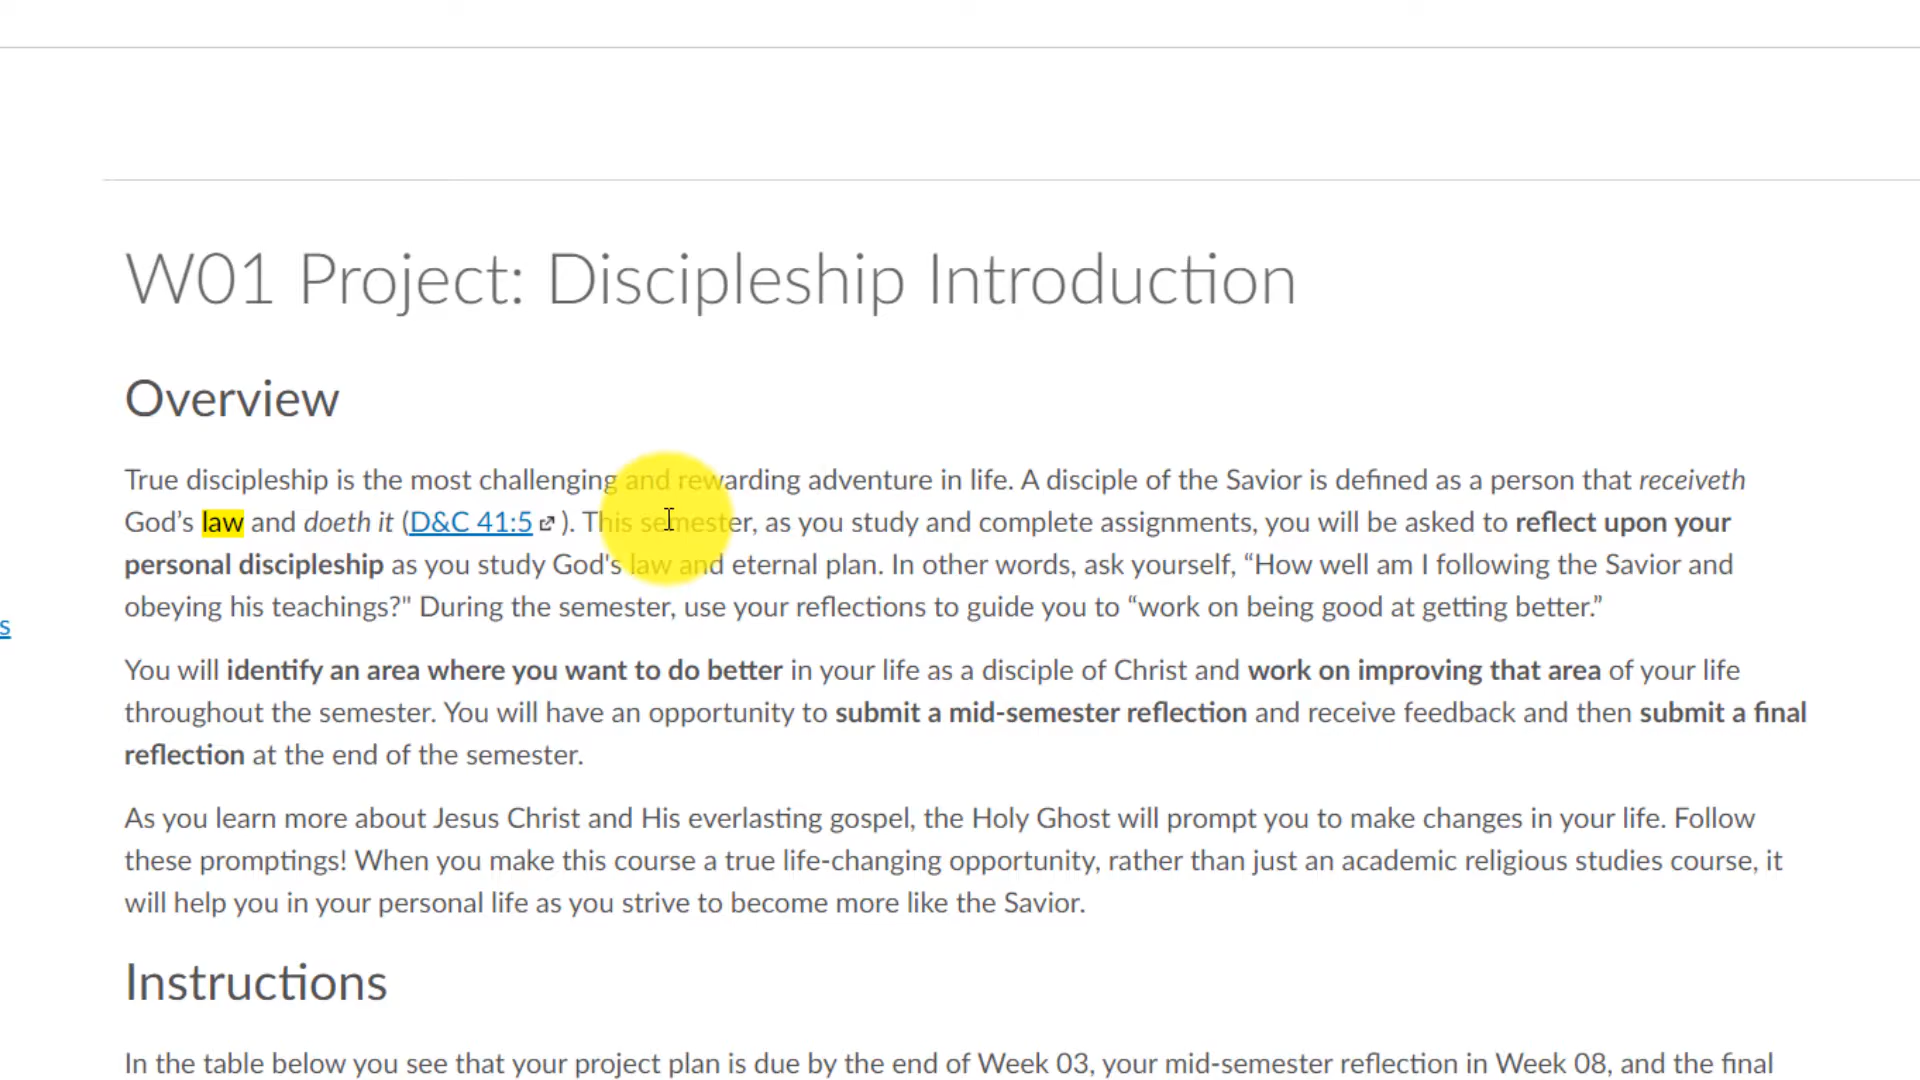 W01 Project: Discipleship Introduction
Overview
True discipleship is the most challenging and rewarding adventure in life. A disciple of the Savior is defined as a person that receiveth
God’s law and doeth it (D&C 41:5 ). This semester, as you study and complete assignments, you will be asked to reflect upon your
personal discipleship as you study God's law and eternal plan. In other words, ask yourself, “How well am I following the Savior and
obeying his teachings?" During the semester, use your reflections to guide you to “work on being good at getting better.”
s
You will identify an area where you want to do better in your life as a disciple of Christ and work on improving that area of your life
throughout the semester. You will have an opportunity to submit a mid-semester reflection and receive feedback and then submit a final
reflection at the end of the semester.
As you learn more about Jesus Christ and His everlasting gospel, the Holy Ghost will prompt you to make changes in your life. Follow
these promptings! When you make this course a true life-changing opportunity, rather than just an academic religious studies course, it
will help you in your personal life as you strive to become more like the Savior.
Instructions
In the table below you see that your project plan is due by the end of Week 03, your mid-semester reflection in Week 08, and the final